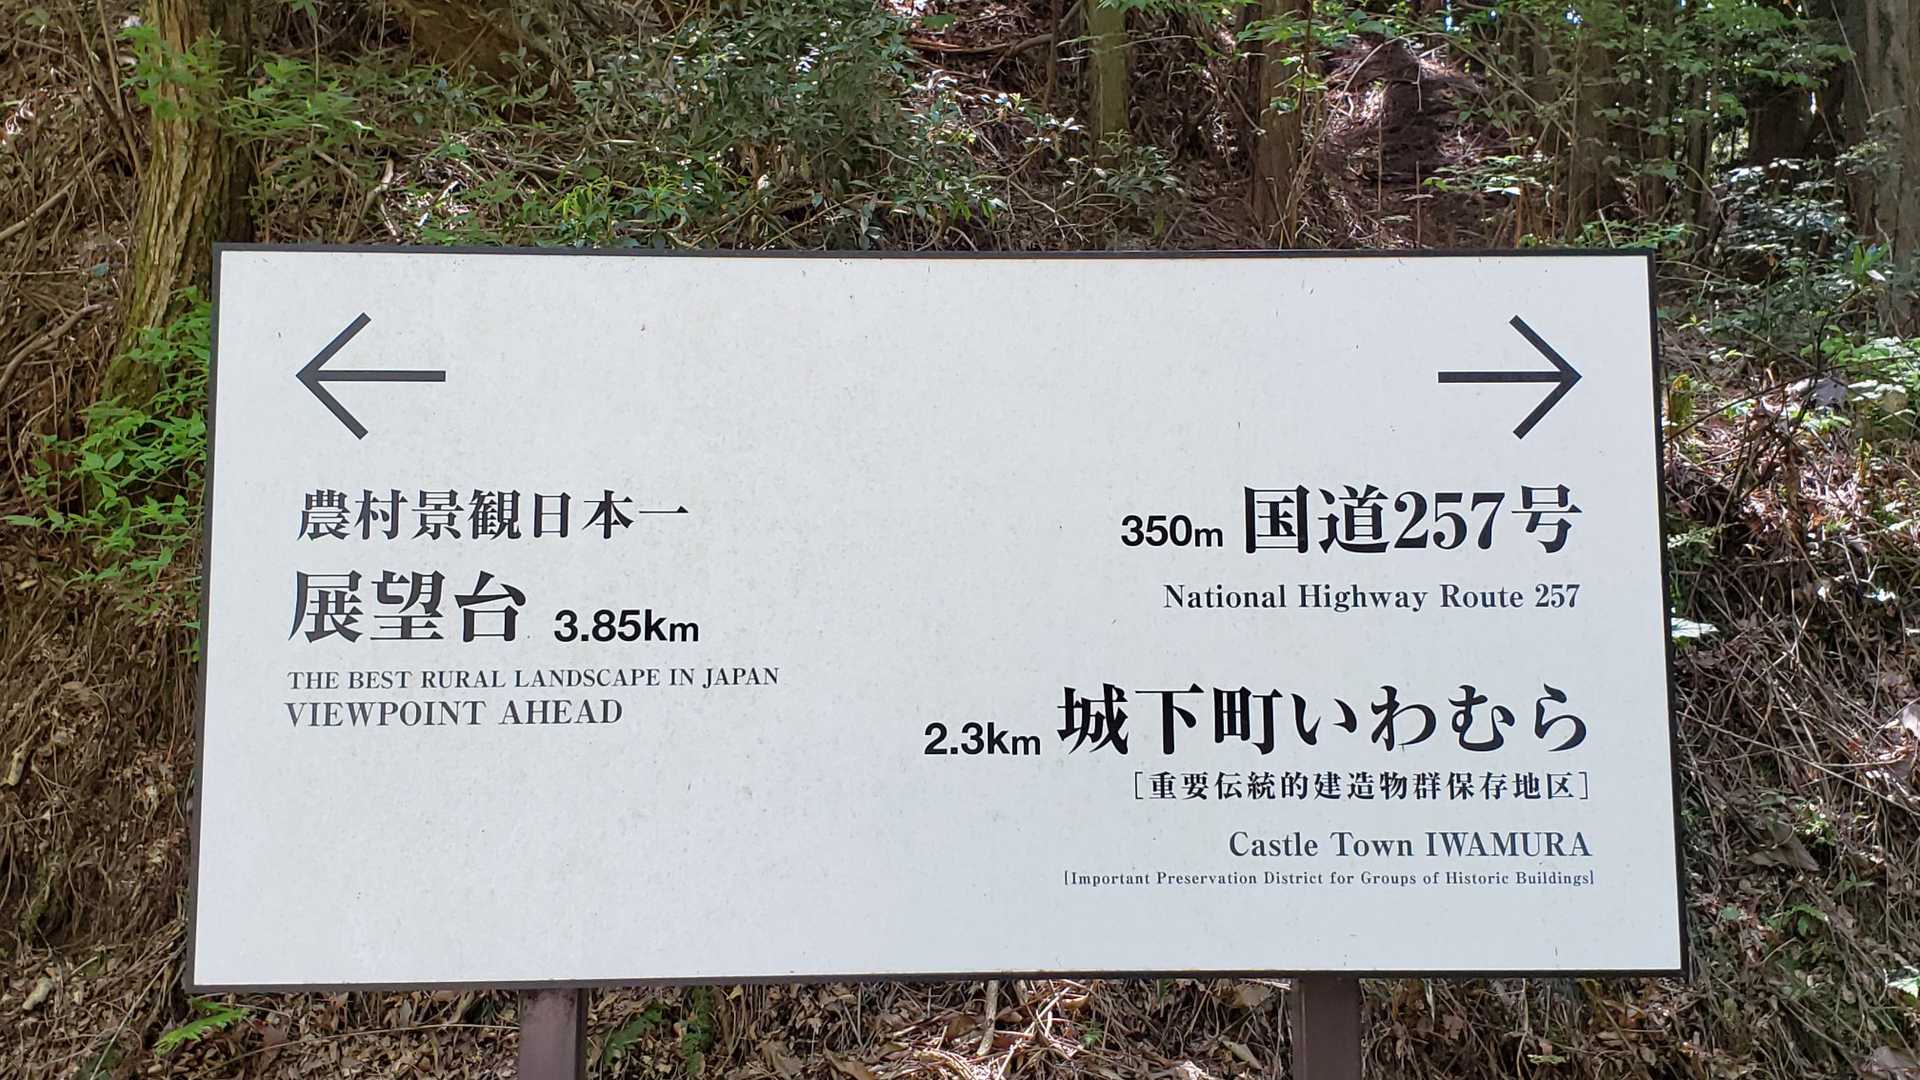 ←
農村景観日本一
展望台 3.85km
THE BEST RURAL LANDSCAPE IN JAPAN
VIEWPOINT AHEAD
→
350m 国道257号
National Highway Route 257
2.3km 城下町いわむら
［重要伝統的建造物群保存地区］
Castle Town IWAMURA
[Important Preservation District for Groups of Historic Buildings]